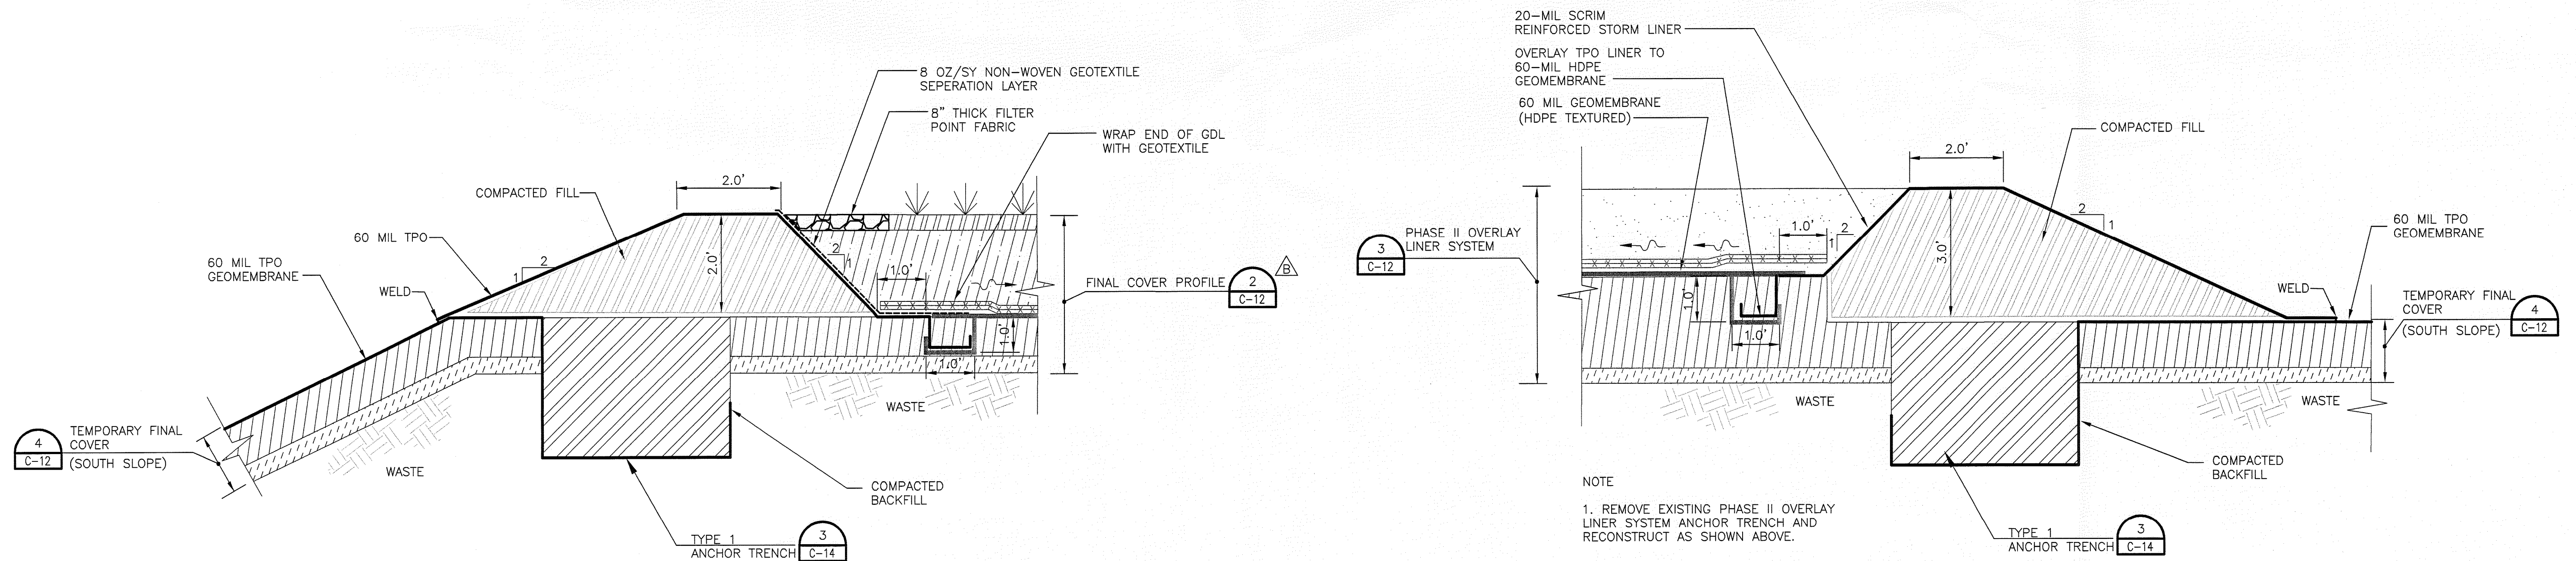 8 OZ/SY NON-WOVEN GEOTEXTILE
SEPERATION LAYER
8" THICK FILTER
POINT FABRIC
WRAP END OF GDL
WITH GEOTEXTILE
2.0'
COMPACTED FILL
60 MIL TPO
60 MIL TPO
GEOMEMBRANE
WELD
1
2
2.0'
2
1
1.0'
1.0'
1.0'
FINAL COVER PROFILE
2
C-12
B
WASTE
4
C-12
TEMPORARY FINAL
COVER
(SOUTH SLOPE)
WASTE
COMPACTED
BACKFILL
TYPE 1
ANCHOR TRENCH
3
C-14
20-MIL SCRIM
REINFORCED STORM LINER
OVERLAY TPO LINER TO
60-MIL HDPE
GEOMEMBRANE
60 MIL GEOMEMBRANE
(HDPE TEXTURED)
COMPACTED FILL
2.0'
3
C-12
PHASE II OVERLAY
LINER SYSTEM
1.0'
1
2
3.0'
2
1
60 MIL TPO
GEOMEMBRANE
WELD
1.0'
1.0'
TEMPORARY FINAL
COVER
(SOUTH SLOPE)
4
C-12
WASTE
WASTE
COMPACTED
BACKFILL
NOTE
1. REMOVE EXISTING PHASE II OVERLAY
LINER SYSTEM ANCHOR TRENCH AND
RECONSTRUCT AS SHOWN ABOVE.
TYPE 1
ANCHOR TRENCH
3
C-14